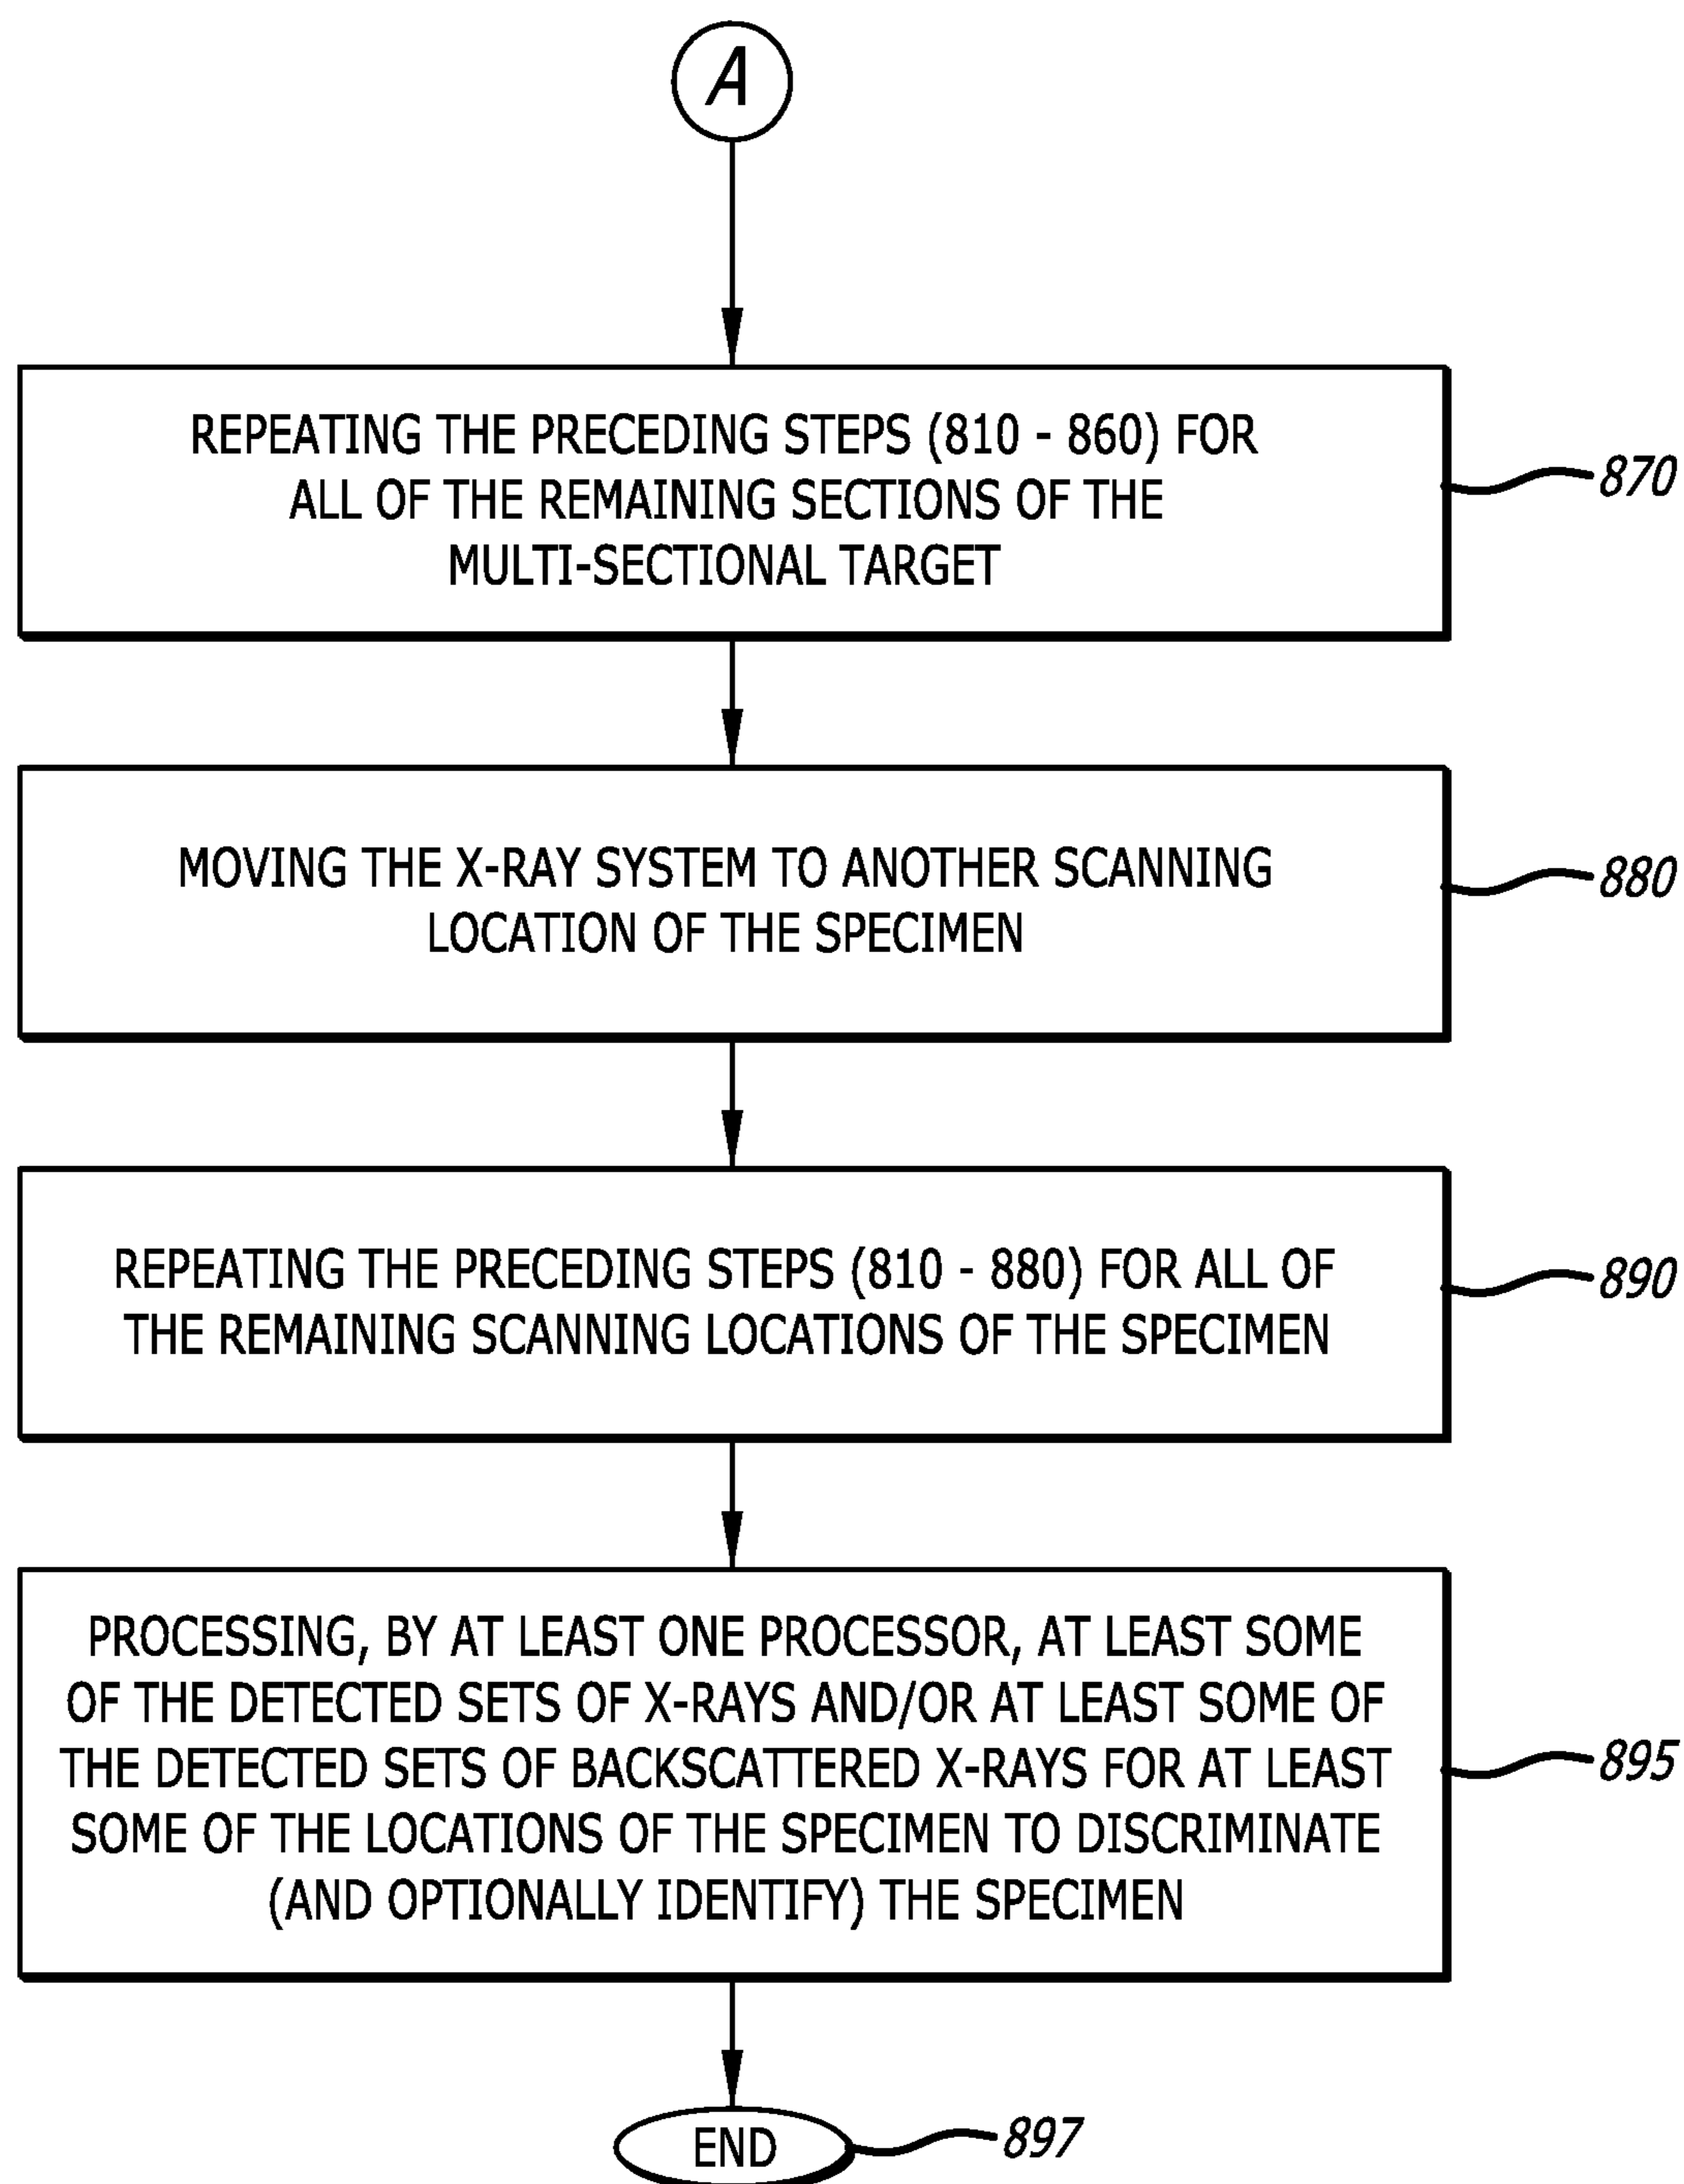 A
REPEATING THE PRECEDING STEPS (810 - 860) FOR
ALL OF THE REMAINING SECTIONS OF THE
MULTI-SECTIONAL TARGET
870
MOVING THE X-RAY SYSTEM TO ANOTHER SCANNING
LOCATION OF THE SPECIMEN
880
REPEATING THE PRECEDING STEPS (810 - 880) FOR ALL OF
THE REMAINING SCANNING LOCATIONS OF THE SPECIMEN
890
PROCESSING, BY AT LEAST ONE PROCESSOR, AT LEAST SOME
OF THE DETECTED SETS OF X-RAYS AND/OR AT LEAST SOME OF
THE DETECTED SETS OF BACKSCATTERED X-RAYS FOR AT LEAST
SOME OF THE LOCATIONS OF THE SPECIMEN TO DISCRIMINATE
(AND OPTIONALLY IDENTIFY) THE SPECIMEN
895
END
897